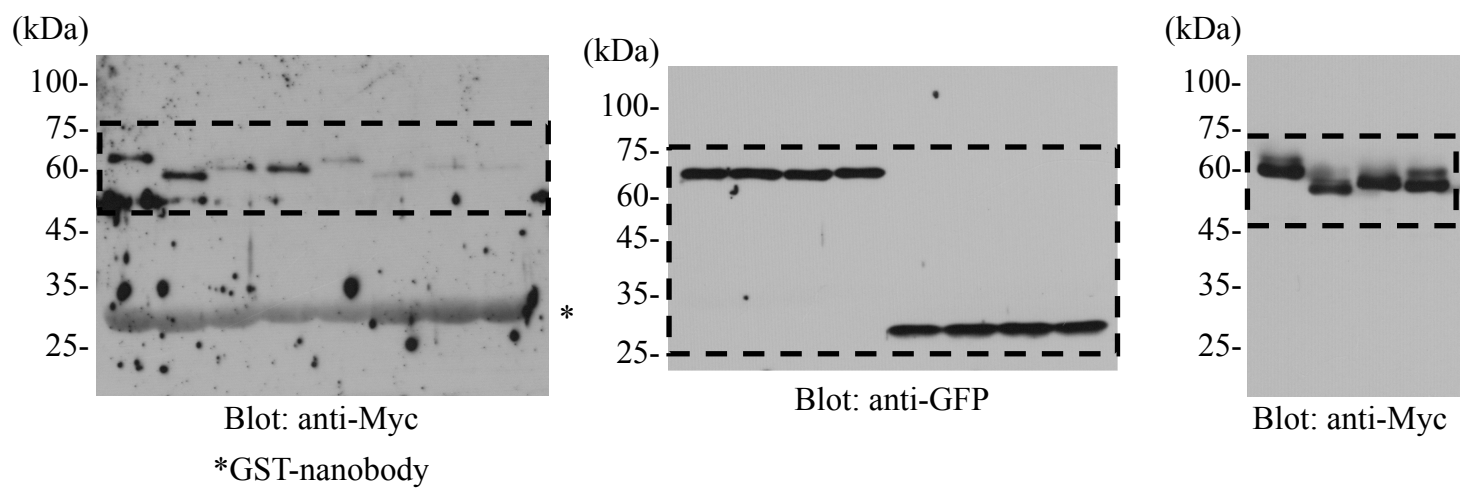 (kDa)
100-
75-
60-
45-
35-
25-
*
Blot: anti-Myc
*GST-nanobody
(kDa)
100-
75-
60-
45-
35-
25-
Blot: anti-GFP
(kDa)
100-
75-
60-
45-
35-
25-
Blot: anti-Myc